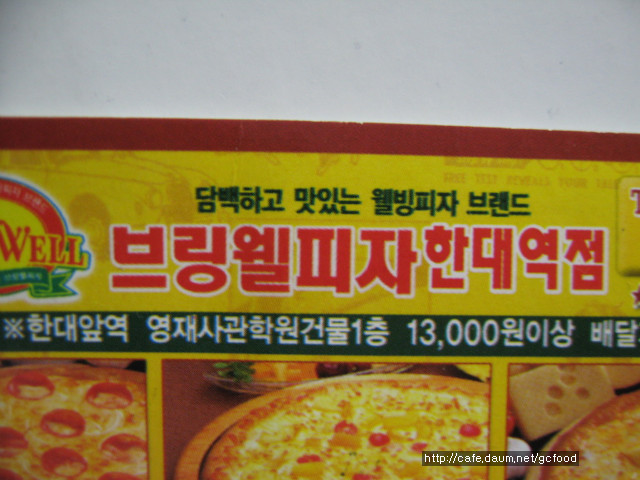 담백하고 맛있는 웰빙피자 브랜드
WELL
브링웰피자 한대역점
※한대앞역 영재사관학원건물1층 13,000원이상 배달
http://cafe.daum.net/gcfood